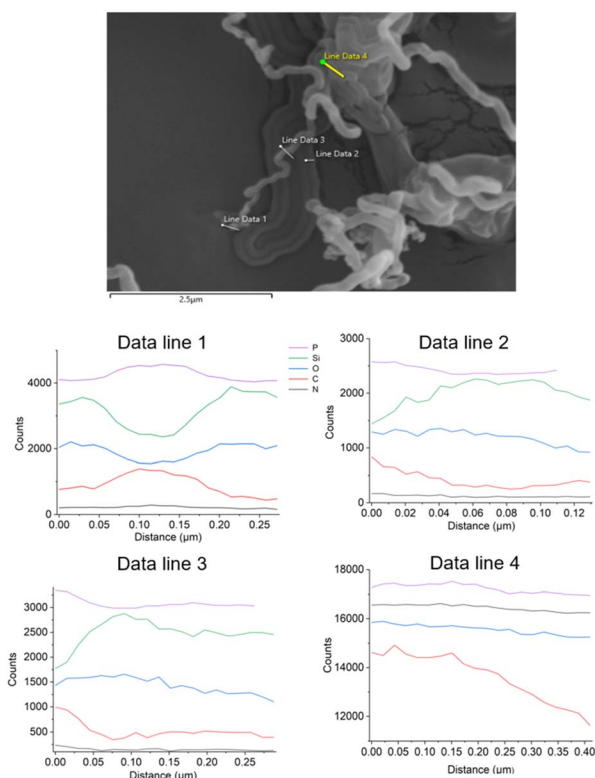 Line Data 4
Line Data 3
Line Data 2
Line Data 1
2.5µm
Data line 1
Counts
4000
2000
0
0.00 0.05 0.10 0.15 0.20 0.25
Distance (µm)
P
Si
O
C
N
Data line 2
Counts
3000
2000
1000
0
0.00 0.02 0.04 0.06 0.08 0.10 0.12
Distance (µm)
Data line 3
Counts
3000
2500
2000
1500
1000
500
0.00 0.05 0.10 0.15 0.20 0.25
Distance (µm)
Data line 4
Counts
18000
16000
14000
12000
0.00 0.05 0.10 0.15 0.20 0.25 0.30 0.35 0.40
Distance (µm)